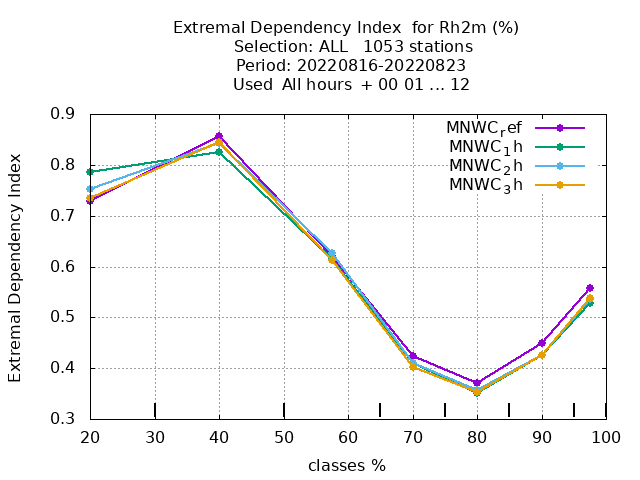 Extremal Dependency Index  for Rh2m (%)
Selection: ALL   1053 stations
Period: 20220816-20220823
Used  All hours  + 00 01 ... 12
MNWC_ref
MNWC_1h
MNWC_2h
MNWC_3h
Extremal Dependency Index
0.9
0.8
0.7
0.6
0.5
0.4
0.3
20 30 40 50 60 70 80 90 100
classes %